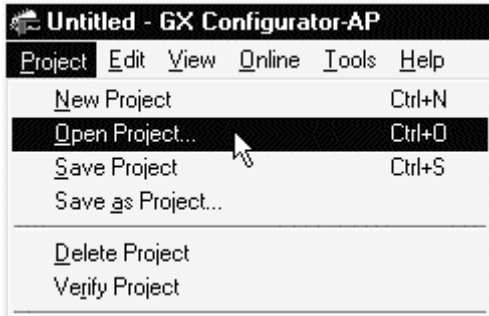 Untitled - GX Configurator-AP
Project Edit View Online Tools Help
New Project Ctrl+N
Open Project... Ctrl+O
Save Project Ctrl+S
Save as Project...
Delete Project
Verify Project